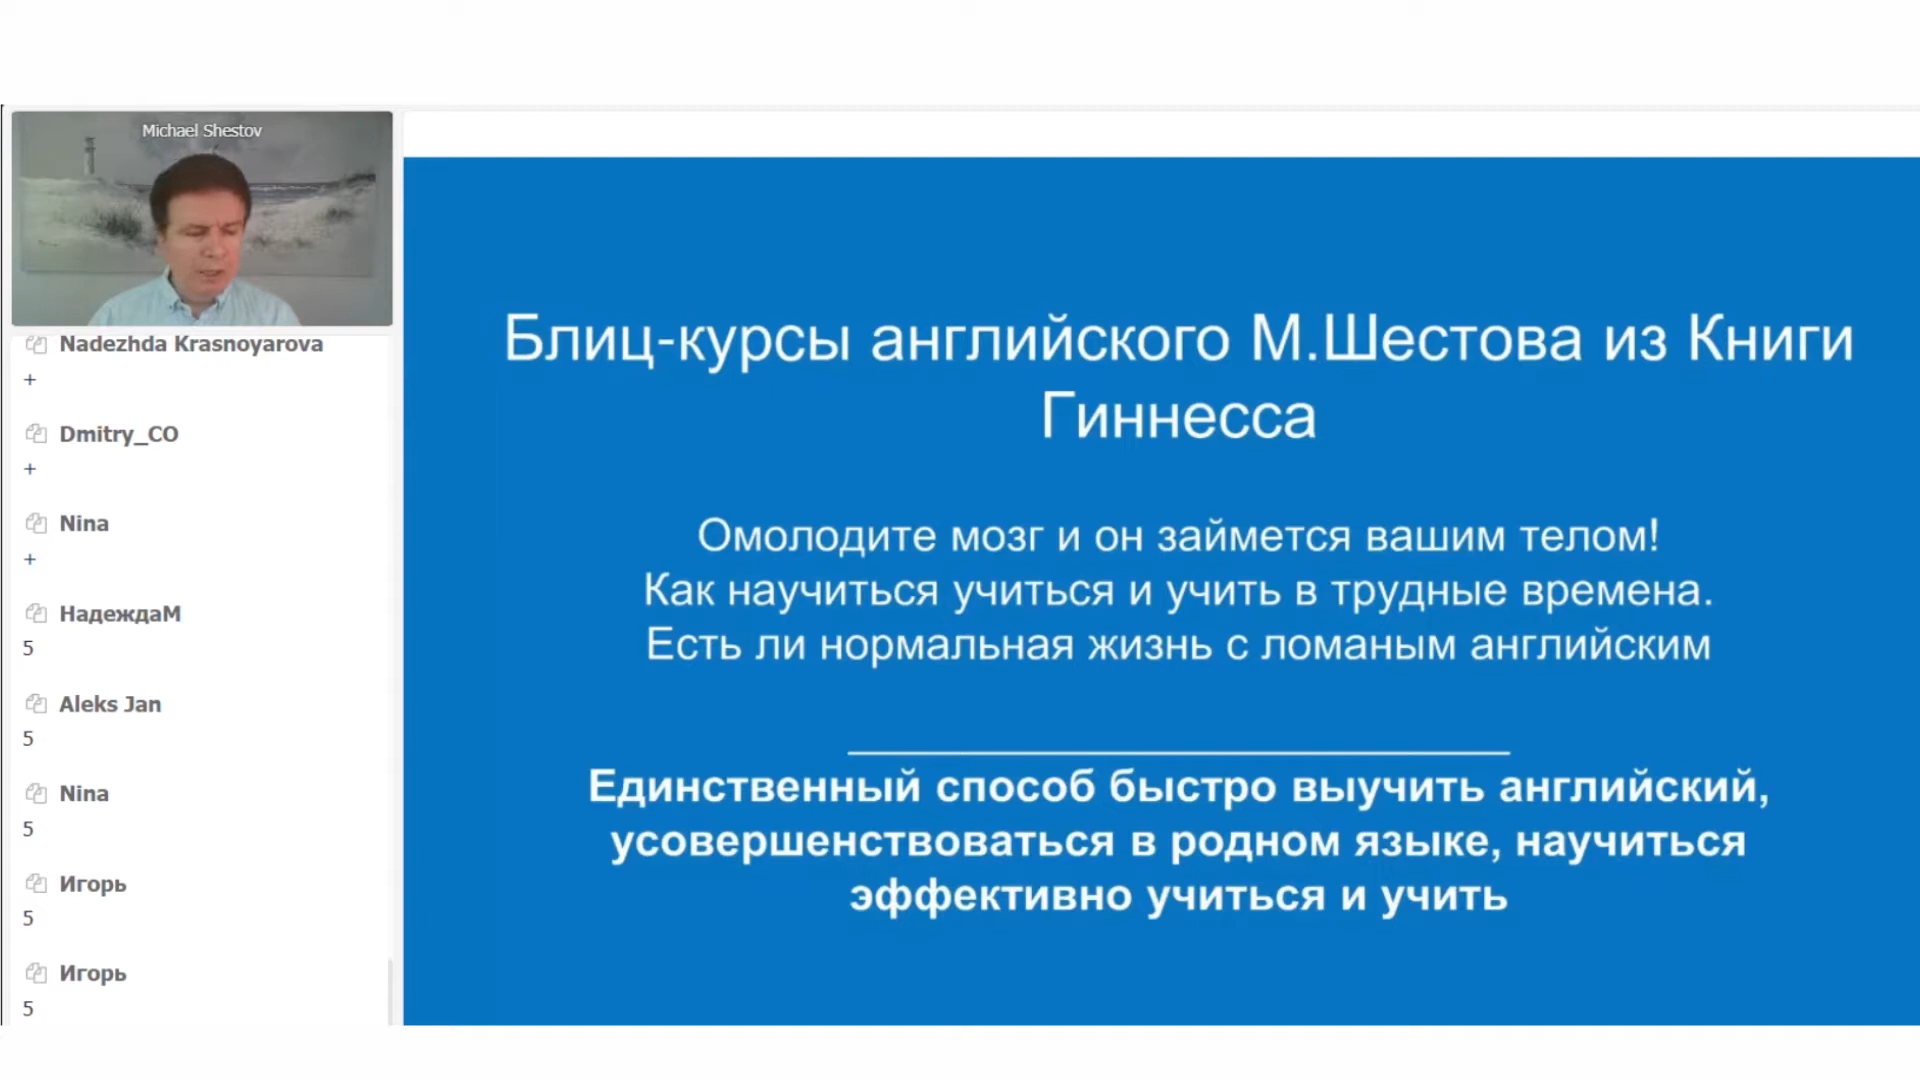 Michael Shestov
Nadezhda Krasnoyarova
+
Dmitry_CO
+
Nina
+
НадеждаМ
5
Aleks Jan
5
Nina
5
Игорь
5
Игорь
5
Блиц-курсы английского М.Шестова из Книги
Гиннесса
Омолодите мозг и он займется вашим телом!
Как научиться учиться и учить в трудные времена.
Есть ли нормальная жизнь с ломаным английским
Единственный способ быстро выучить английский,
усовершенствоваться в родном языке, научиться
эффективно учиться и учить